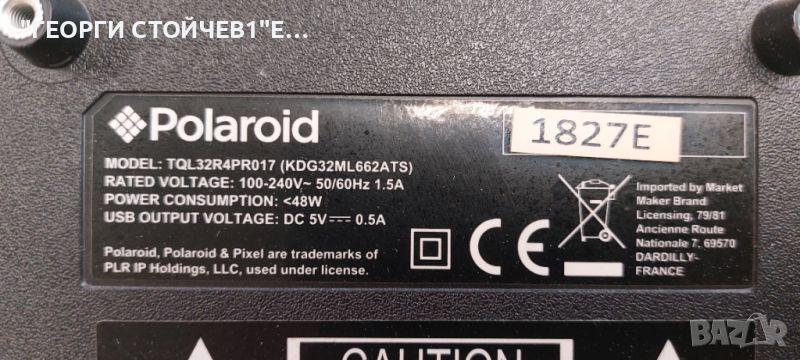 "ГЕОРГИ СТОЙЧЕВ1"Е...
Polaroid
1827E
MODEL: TQL32R4PR017 (KDG32ML662ATS)
RATED VOLTAGE: 100-240V~ 50/60Hz 1.5A
POWER CONSUMPTION: <48W
USB OUTPUT VOLTAGE: DC 5V⎓ 0.5A
Polaroid, Polaroid & Pixel are trademarks of
PLR IP Holdings, LLC, used under license.
CE
Imported by Market
Maker Brand
Licensing, 79/81
Ancienne Route
Nationale 7, 69570
DARDILLY-
FRANCE
CAUTION
BAZAR